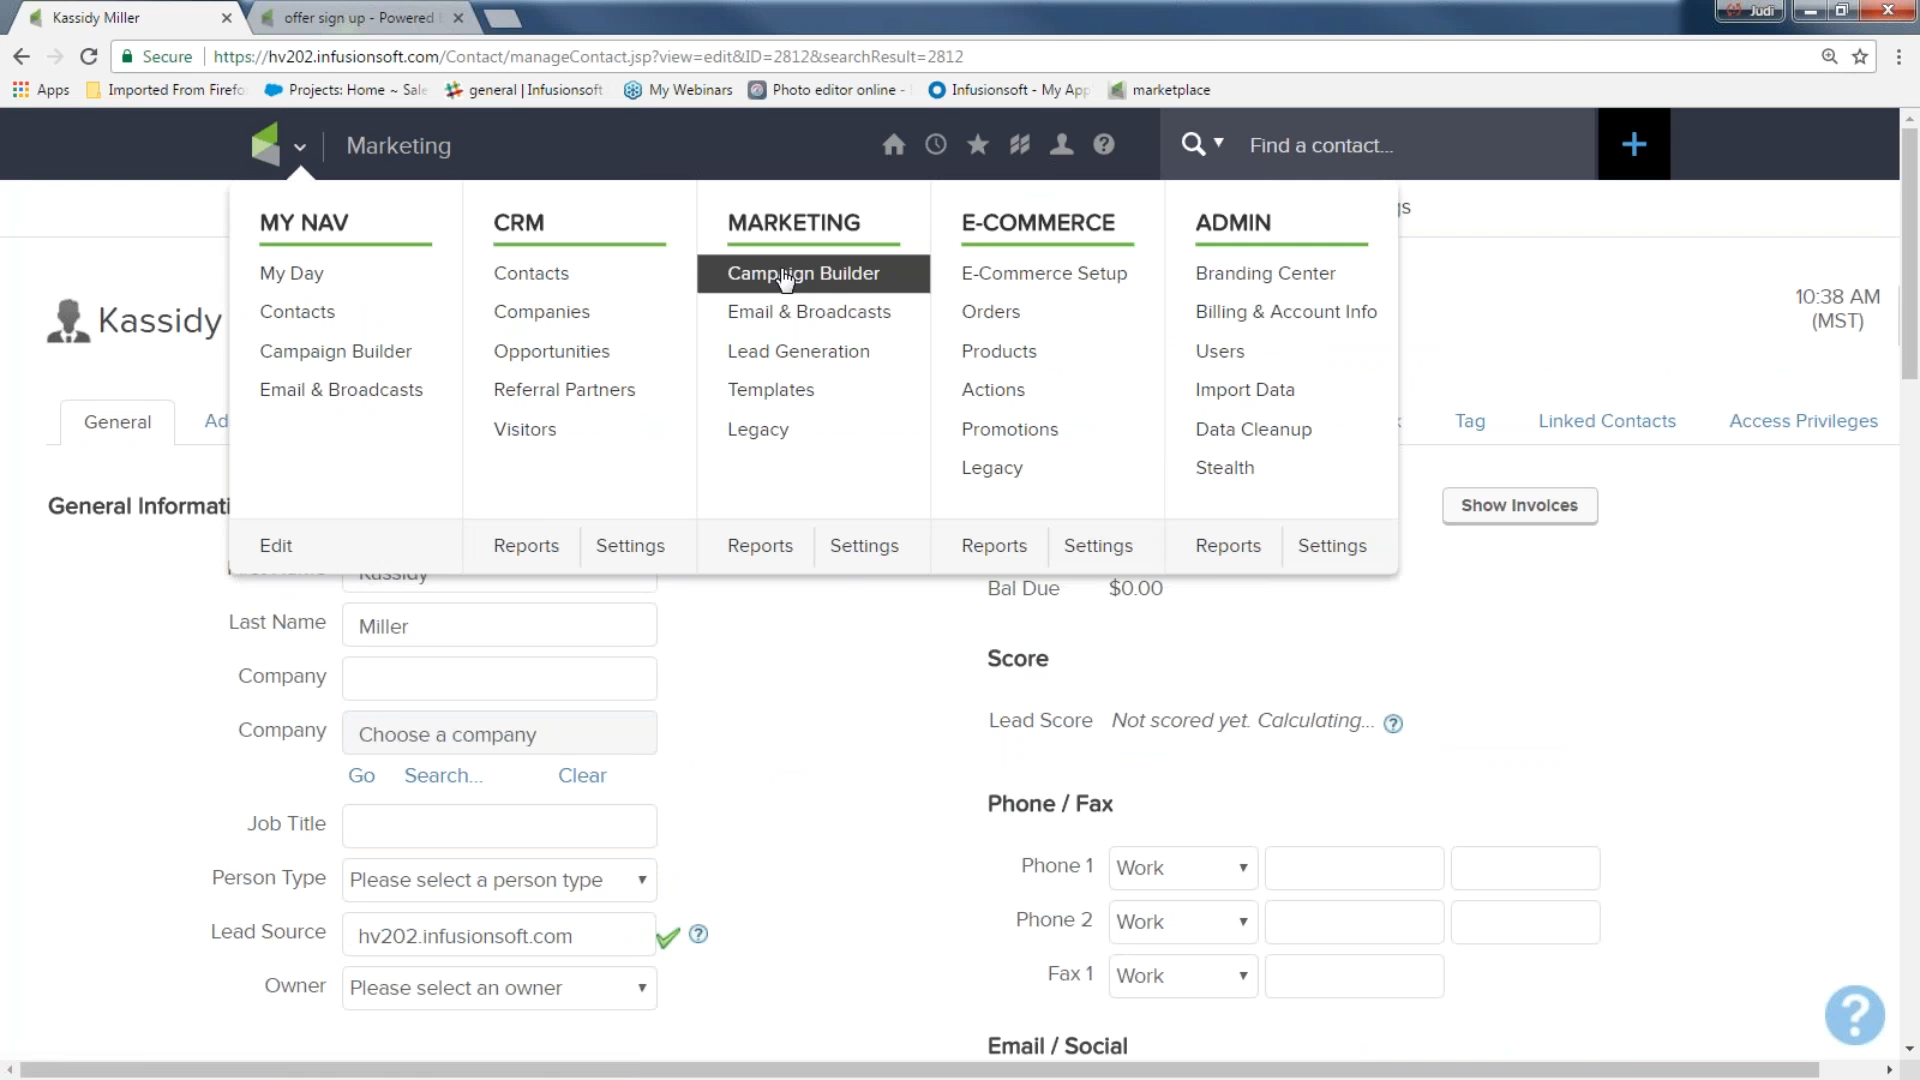 Kassidy Miller
offer sign up - Powered
Judi
Secure https://hv202.infusionsoft.com/Contact/manageContact.jsp?view=edit&ID=2812&searchResult=2812
Apps Imported From Firefo Projects: Home ~ Sale general | Infusionsoft My Webinars Photo editor online - Infusionsoft - My App marketplace
Marketing
Find a contact...
MY NAV CRM MARKETING E-COMMERCE ADMIN
My Day Contacts Campaign Builder E-Commerce Setup Branding Center
Contacts Companies Email & Broadcasts Orders Billing & Account Info
Campaign Builder Opportunities Lead Generation Products Users
Email & Broadcasts Referral Partners Templates Actions Import Data
Visitors Legacy Promotions Data Cleanup
Legacy Stealth
Edit Reports Settings Reports Settings Reports Settings Reports Settings
Kassidy
10:38 AM
(MST)
General Ad Tag Linked Contacts Access Privileges
General Informati
Show Invoices
Kassidy
Bal Due $0.00
Last Name Miller
Score
Company
Lead Score Not scored yet. Calculating...
Company Choose a company
Go Search... Clear
Phone / Fax
Job Title
Phone 1 Work
Person Type Please select a person type
Phone 2 Work
Lead Source hv202.infusionsoft.com
Fax 1 Work
Owner Please select an owner
Email / Social